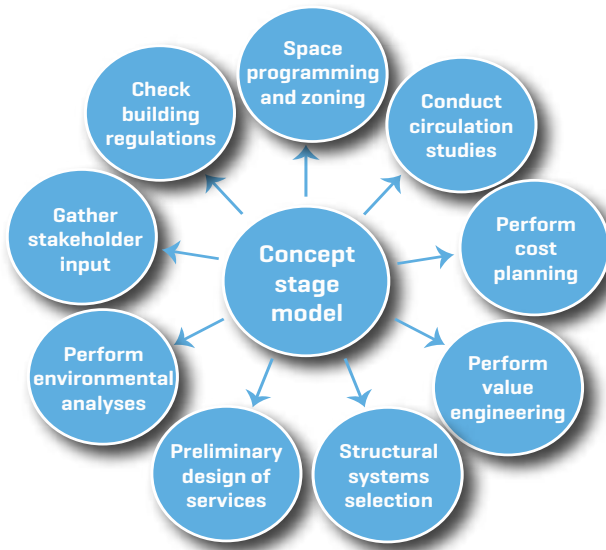 Space
programming
and zoning
Conduct
circulation
studies
Perform
cost
planning
Perform
value
engineering
Structural
systems
selection
Preliminary
design of
services
Perform
environmental
analyses
Gather
stakeholder
input
Check
building
regulations
Concept
stage
model